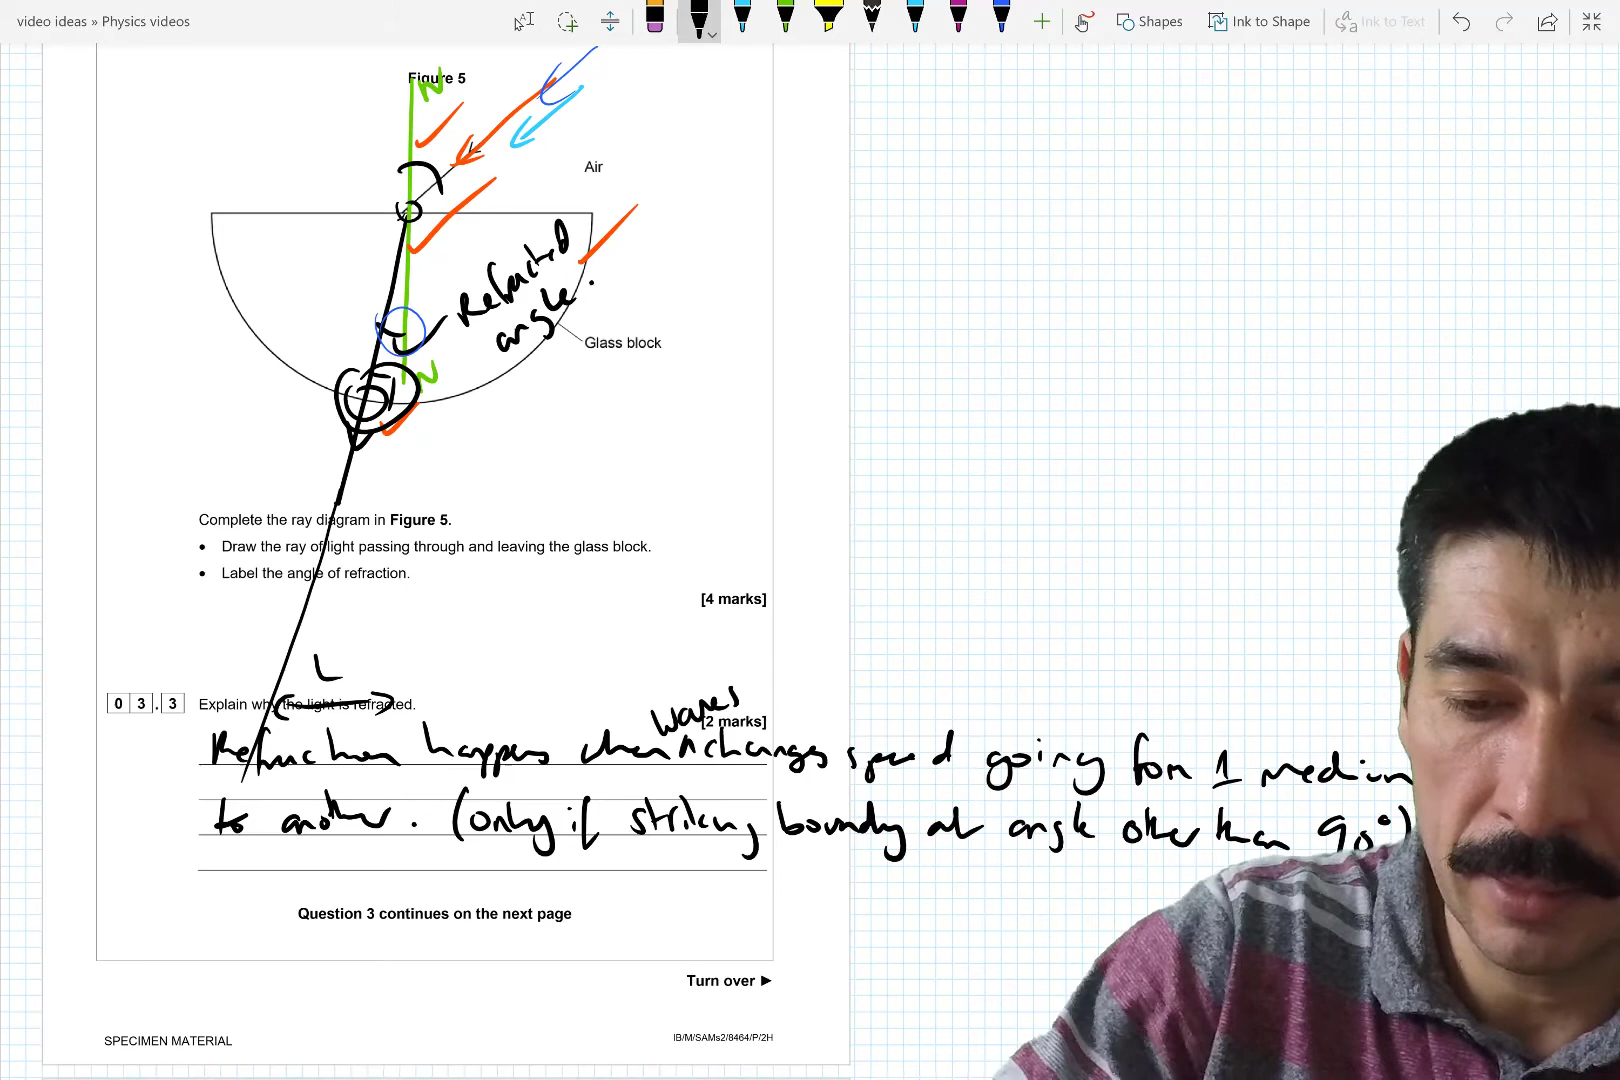 video ideas » Physics videos
Shapes
Ink to Shape
Ink to Text
Figure 5
N
Air
Refracted
angle.
Glass block
N
Complete the ray diagram in Figure 5.
• Draw the ray of light passing through and leaving the glass block.
• Label the angle of refraction.
[4 marks]
L
0 3 . 3 Explain why the light is refracted.
[2 marks]
waves
Refraction happens when changes speed going from 1 medium
to another. (only if striking boundry at angle other than 90°)
Question 3 continues on the next page
Turn over ►
SPECIMEN MATERIAL
IB/M/SAMs2/8464/P/2H